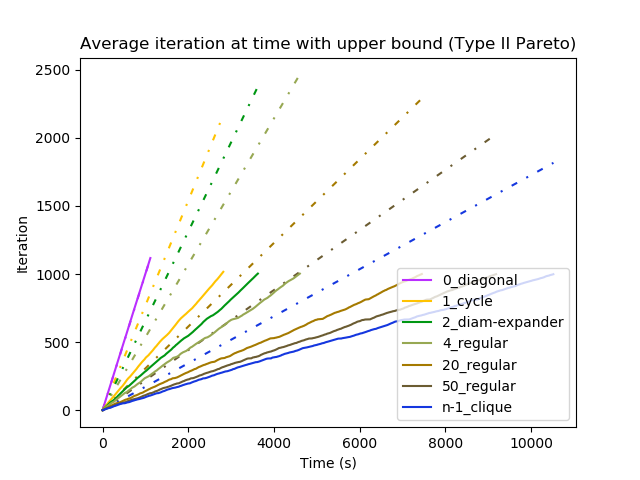 Average iteration at time with upper bound (Type II Pareto)
Iteration
2500
2000
1500
1000
500
0
0 2000 4000 6000 8000 10000
Time (s)
0_diagonal
1_cycle
2_diam-expander
4_regular
20_regular
50_regular
n-1_clique